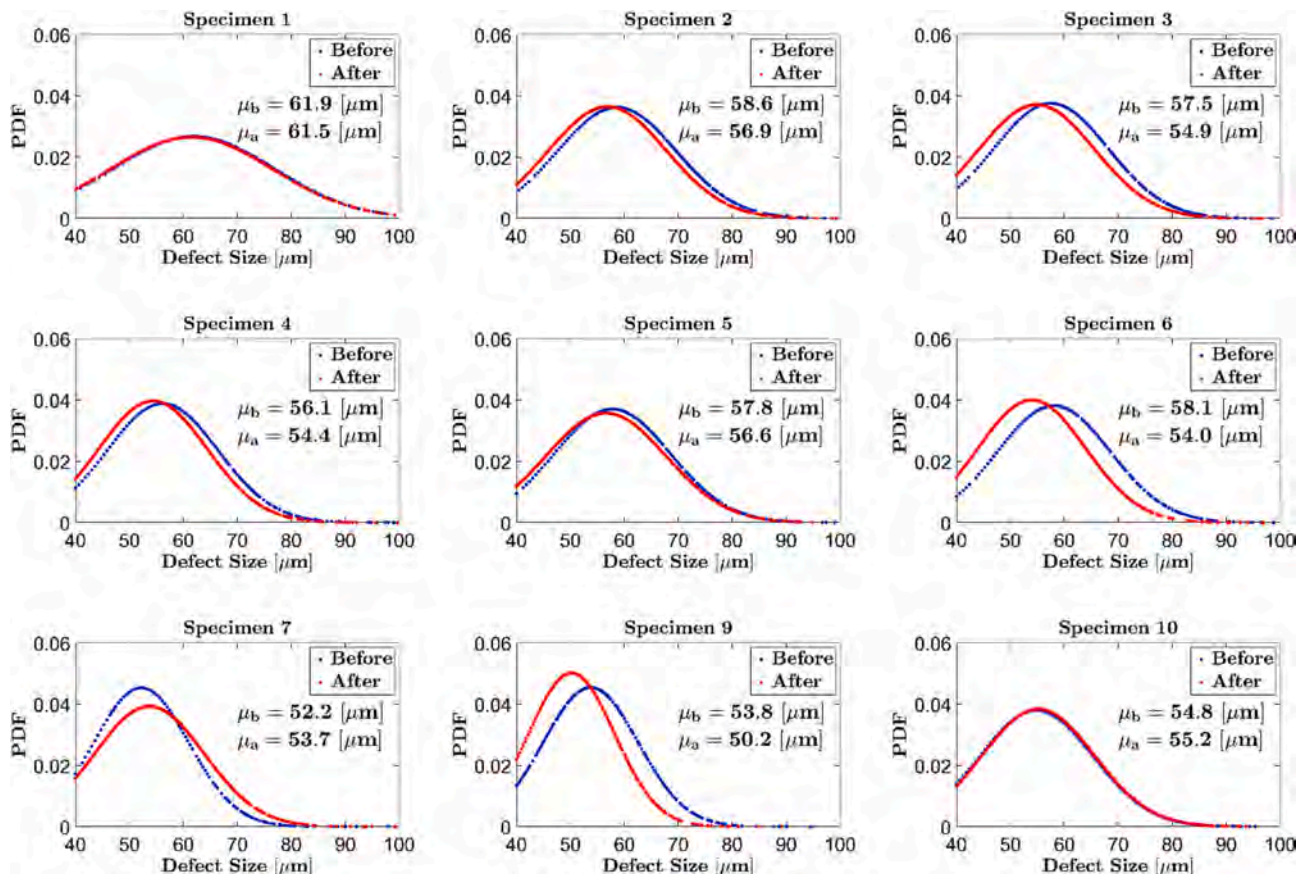 Specimen 1
0.06
0.04
0.02
0
PDF
Before
After
μb = 61.9 [μm]
μa = 61.5 [μm]
40 50 60 70 80 90 100
Defect Size [μm]
Specimen 2
0.06
0.04
0.02
0
PDF
Before
After
μb = 58.6 [μm]
μa = 56.9 [μm]
40 50 60 70 80 90 100
Defect Size [μm]
Specimen 3
0.06
0.04
0.02
0
PDF
Before
After
μb = 57.5 [μm]
μa = 54.9 [μm]
40 50 60 70 80 90 100
Defect Size [μm]
Specimen 4
0.06
0.04
0.02
0
PDF
Before
After
μb = 56.1 [μm]
μa = 54.4 [μm]
40 50 60 70 80 90 100
Defect Size [μm]
Specimen 5
0.06
0.04
0.02
0
PDF
Before
After
μb = 57.8 [μm]
μa = 56.6 [μm]
40 50 60 70 80 90 100
Defect Size [μm]
Specimen 6
0.06
0.04
0.02
0
PDF
Before
After
μb = 58.1 [μm]
μa = 54.0 [μm]
40 50 60 70 80 90 100
Defect Size [μm]
Specimen 7
0.06
0.04
0.02
0
PDF
Before
After
μb = 52.2 [μm]
μa = 53.7 [μm]
40 50 60 70 80 90 100
Defect Size [μm]
Specimen 9
0.06
0.04
0.02
0
PDF
Before
After
μb = 53.8 [μm]
μa = 50.2 [μm]
40 50 60 70 80 90 100
Defect Size [μm]
Specimen 10
0.06
0.04
0.02
0
PDF
Before
After
μb = 54.8 [μm]
μa = 55.2 [μm]
40 50 60 70 80 90 100
Defect Size [μm]